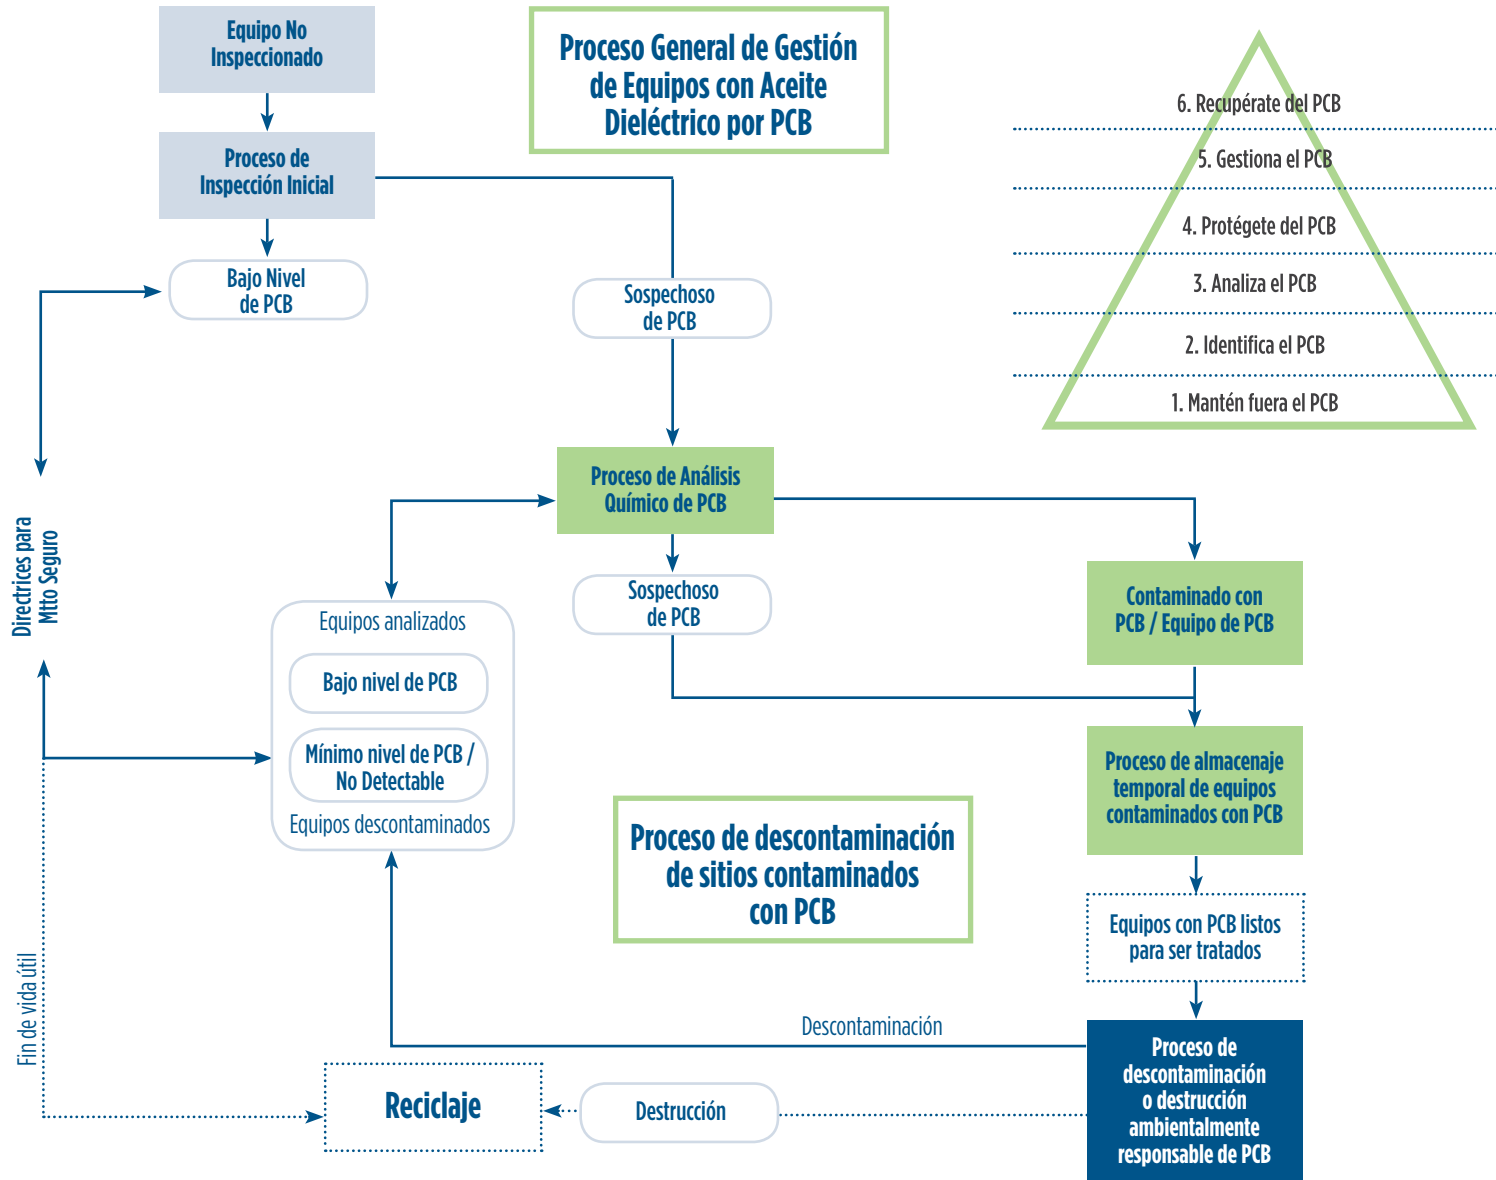 Equipo No
Inspeccionado
Proceso General de Gestión
de Equipos con Aceite
Dieléctrico por PCB
6. Recupérate del PCB
5. Gestiona el PCB
4. Protégete del PCB
3. Analiza el PCB
2. Identifica el PCB
1. Mantén fuera el PCB
Proceso de
Inspección Inicial
Bajo Nivel
de PCB
Sospechoso
de PCB
Proceso de Análisis
Químico de PCB
Sospechoso
de PCB
Contaminado con
PCB / Equipo de PCB
Directrices para
Mtto Seguro
Equipos analizados
Bajo nivel de PCB
Mínimo nivel de PCB /
No Detectable
Equipos descontaminados
Proceso de almacenaje
temporal de equipos
contaminados con PCB
Proceso de descontaminación
de sitios contaminados
con PCB
Equipos con PCB listos
para ser tratados
Fin de vida útil
Descontaminación
Proceso de
descontaminación
o destrucción
ambientalmente
responsable de PCB
Reciclaje
Destrucción